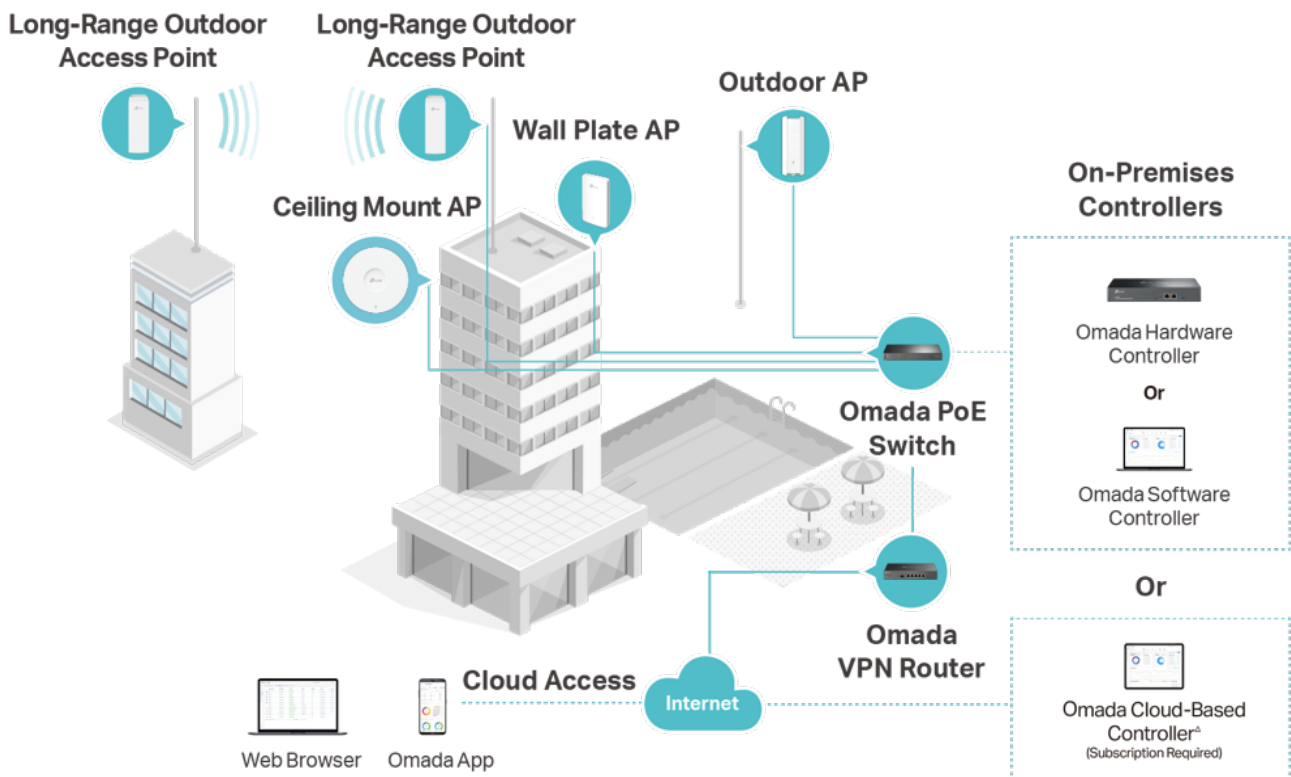 Long-Range Outdoor
Access Point
Long-Range Outdoor
Access Point
Outdoor AP
Wall Plate AP
Ceiling Mount AP
On-Premises
Controllers
Omada Hardware
Controller
Or
Omada Software
Controller
Omada PoE
Switch
Or
Omada
VPN Router
Cloud Access
Internet
Omada Cloud-Based
Controller△
(Subscription Required)
Web Browser
Omada App